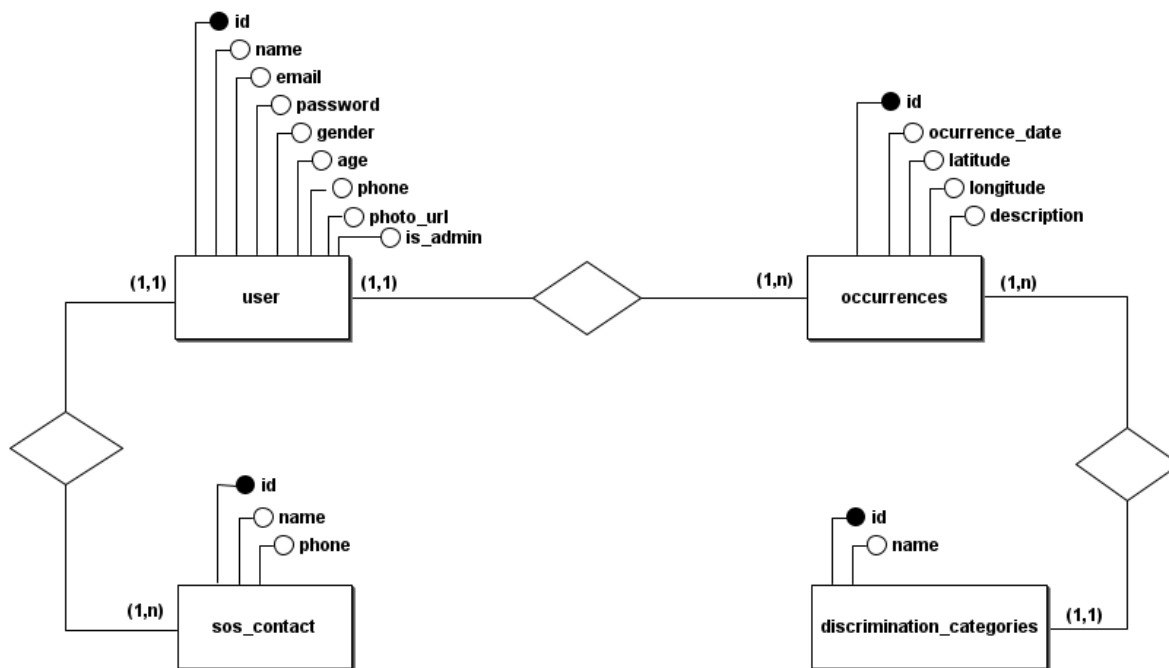 id
name
email
password
gender
age
phone
photo_url
is_admin
(1,1)
user
(1,1)
id
ocurrence_date
latitude
longitude
description
(1,n)
occurrences
(1,n)
id
name
phone
(1,n)
sos_contact
id
name
discrimination_categories
(1,1)